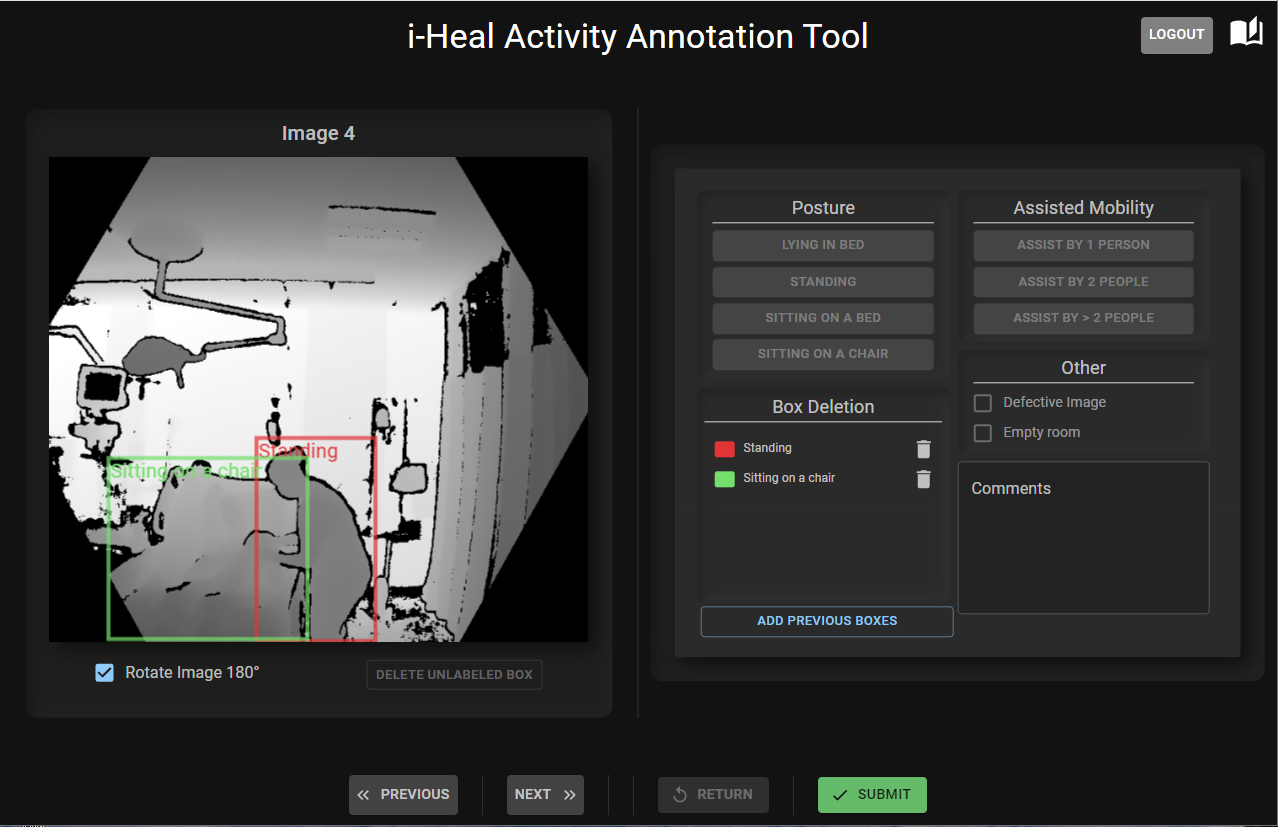 i-Heal Activity Annotation Tool
LOGOUT
Image 4
Standing
Sitting on a chair
Rotate Image 180°
DELETE UNLABELED BOX
Posture
LYING IN BED
STANDING
SITTING ON A BED
SITTING ON A CHAIR
Box Deletion
Standing
Sitting on a chair
ADD PREVIOUS BOXES
Assisted Mobility
ASSIST BY 1 PERSON
ASSIST BY 2 PEOPLE
ASSIST BY > 2 PEOPLE
Other
Defective Image
Empty room
Comments
PREVIOUS
NEXT
RETURN
SUBMIT